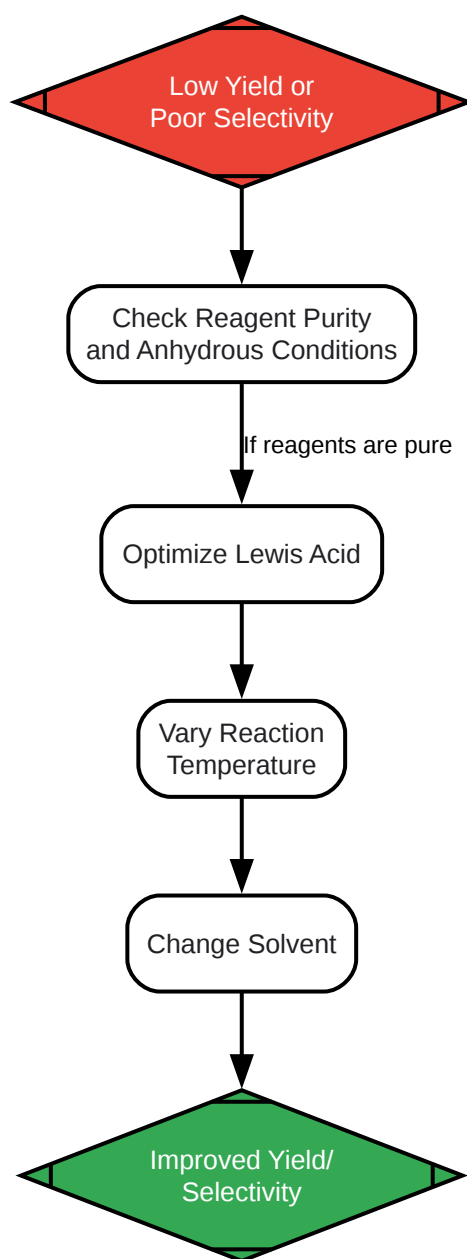 Low Yield or
Poor Selectivity
Check Reagent Purity
and Anhydrous Conditions
If reagents are pure
Optimize Lewis Acid
Vary Reaction
Temperature
Change Solvent
Improved Yield/
Selectivity